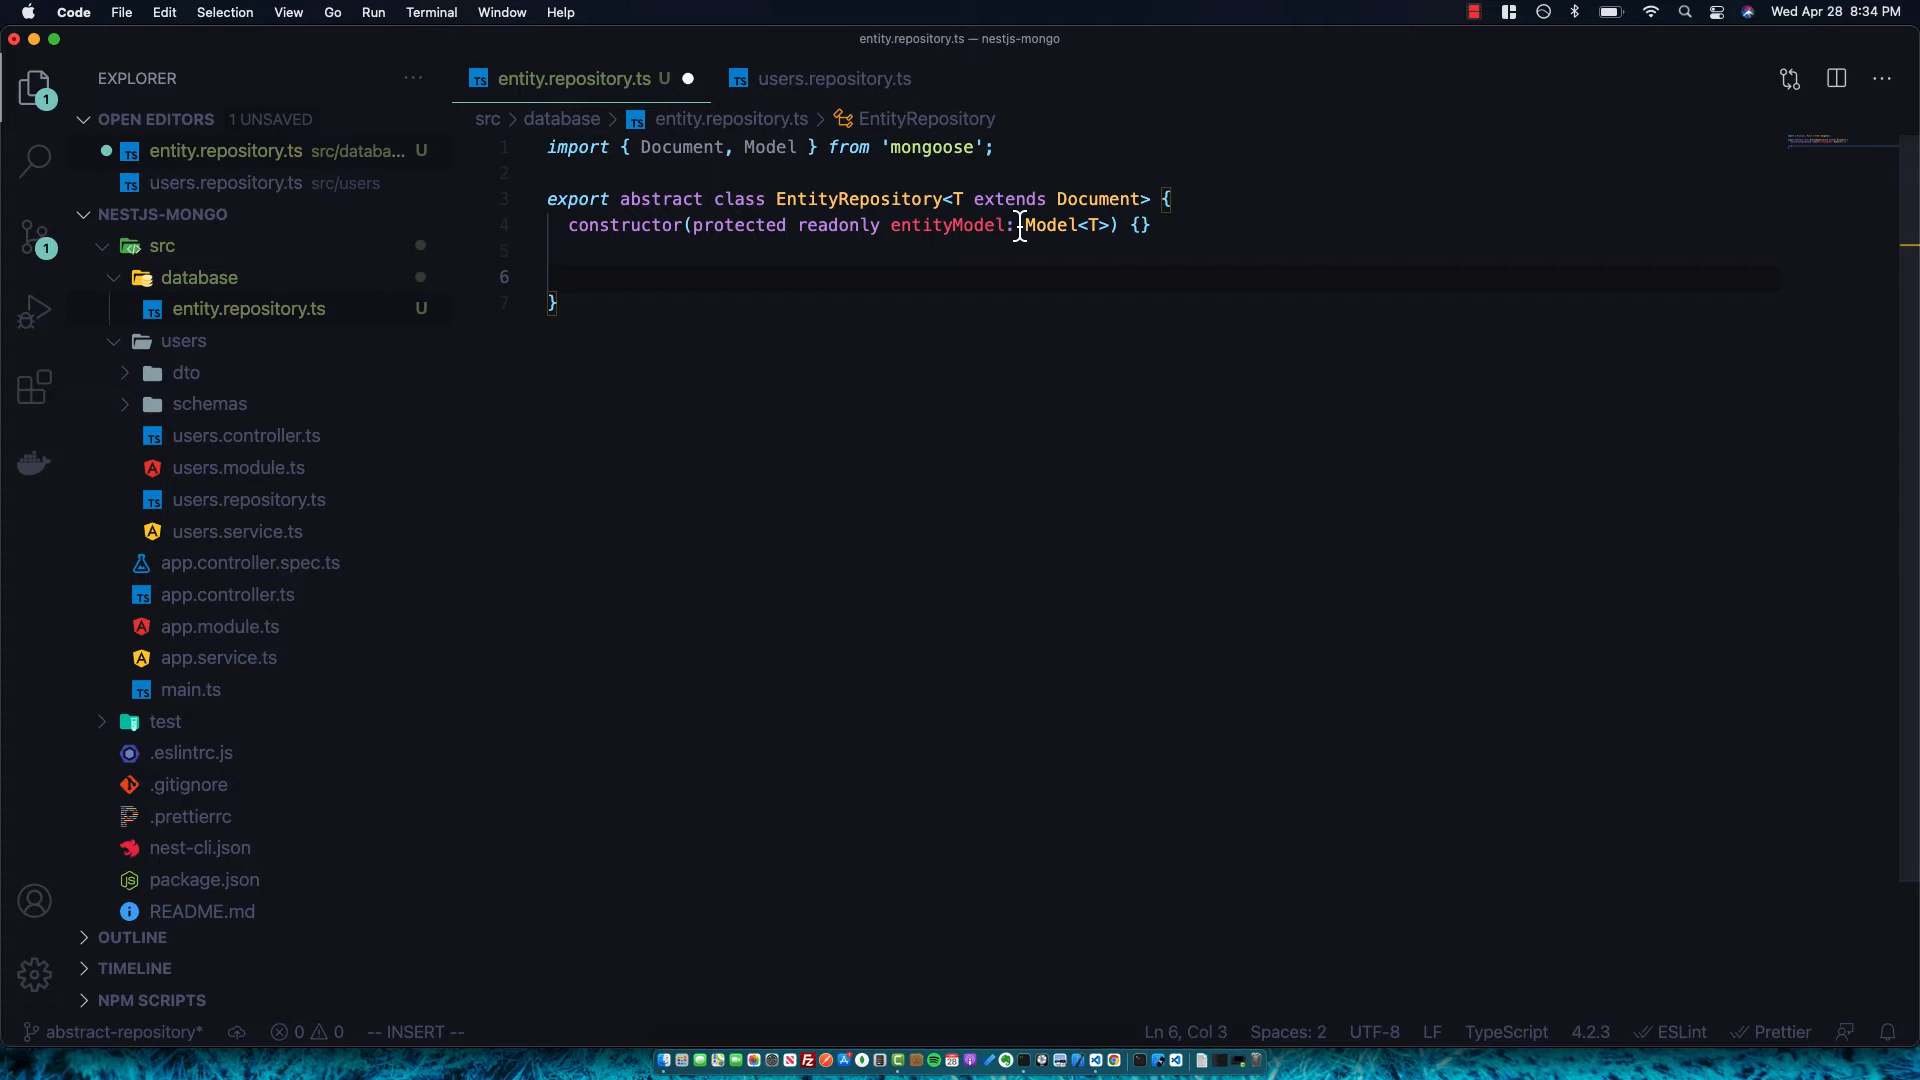 Code File Edit Selection View Go Run Terminal Window Help
Wed Apr 28 8:34 PM
entity.repository.ts — nestjs-mongo
EXPLORER
OPEN EDITORS 1 UNSAVED
entity.repository.ts src/databa... U
users.repository.ts src/users
NESTJS-MONGO
src
database
entity.repository.ts U
users
dto
schemas
users.controller.ts
users.module.ts
users.repository.ts
users.service.ts
app.controller.spec.ts
app.controller.ts
app.module.ts
app.service.ts
main.ts
test
.eslintrc.js
.gitignore
.prettierrc
nest-cli.json
package.json
README.md
OUTLINE
TIMELINE
NPM SCRIPTS
1
1
entity.repository.ts U
users.repository.ts
src > database > entity.repository.ts > EntityRepository
1 import { Document, Model } from 'mongoose';
2
3 export abstract class EntityRepository<T extends Document> {
4 constructor(protected readonly entityModel: Model<T>) {}
5
6
7 }
abstract-repository* 0 0 -- INSERT --
Ln 6, Col 3 Spaces: 2 UTF-8 LF TypeScript 4.2.3 ESLint Prettier